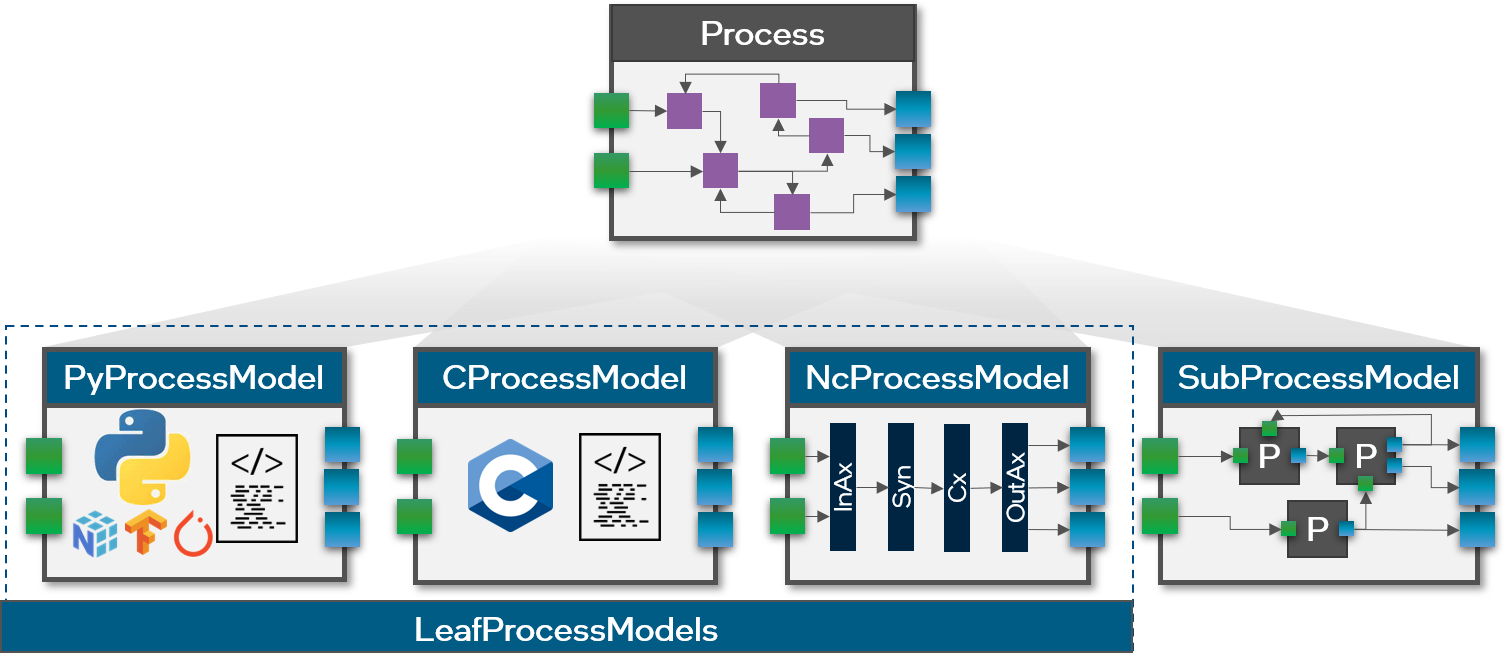 Process
PyProcessModel
CProcessModel
NcProcessModel
SubProcessModel
</>
N
C
</>
InAx
Syn
Cx
OutAx
P
P
P
LeafProcessModels